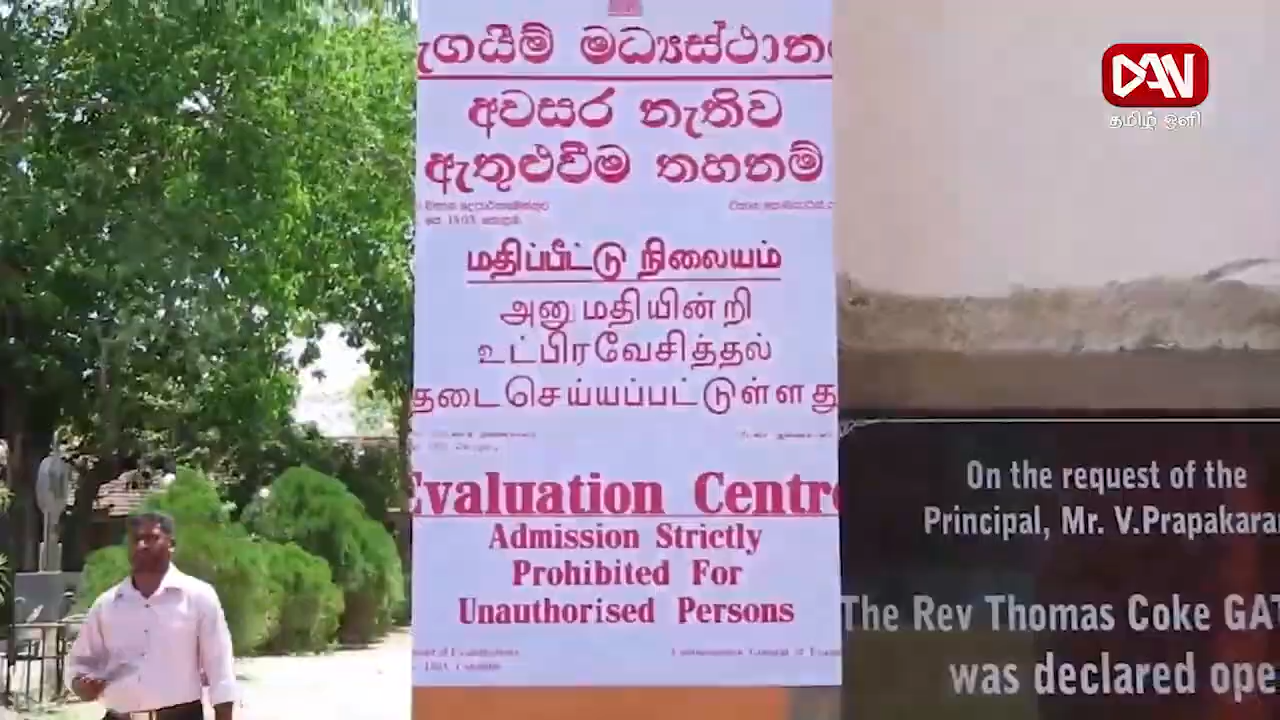 ඇගයීම් මධ්‍යස්ථානය
අවසර නැතිව
ඇතුළුවීම තහනම්
மதிப்பீட்டு நிலையம்
அனுமதியின்றி
உட்பிரவேசித்தல்
தடைசெய்யப்பட்டுள்ளது
Evaluation Centre
Admission Strictly
Prohibited For
Unauthorised Persons
DAN
தமிழ் ஒளி
On the request of the
Principal, Mr. V.Prapakaran
The Rev Thomas Coke
was declared